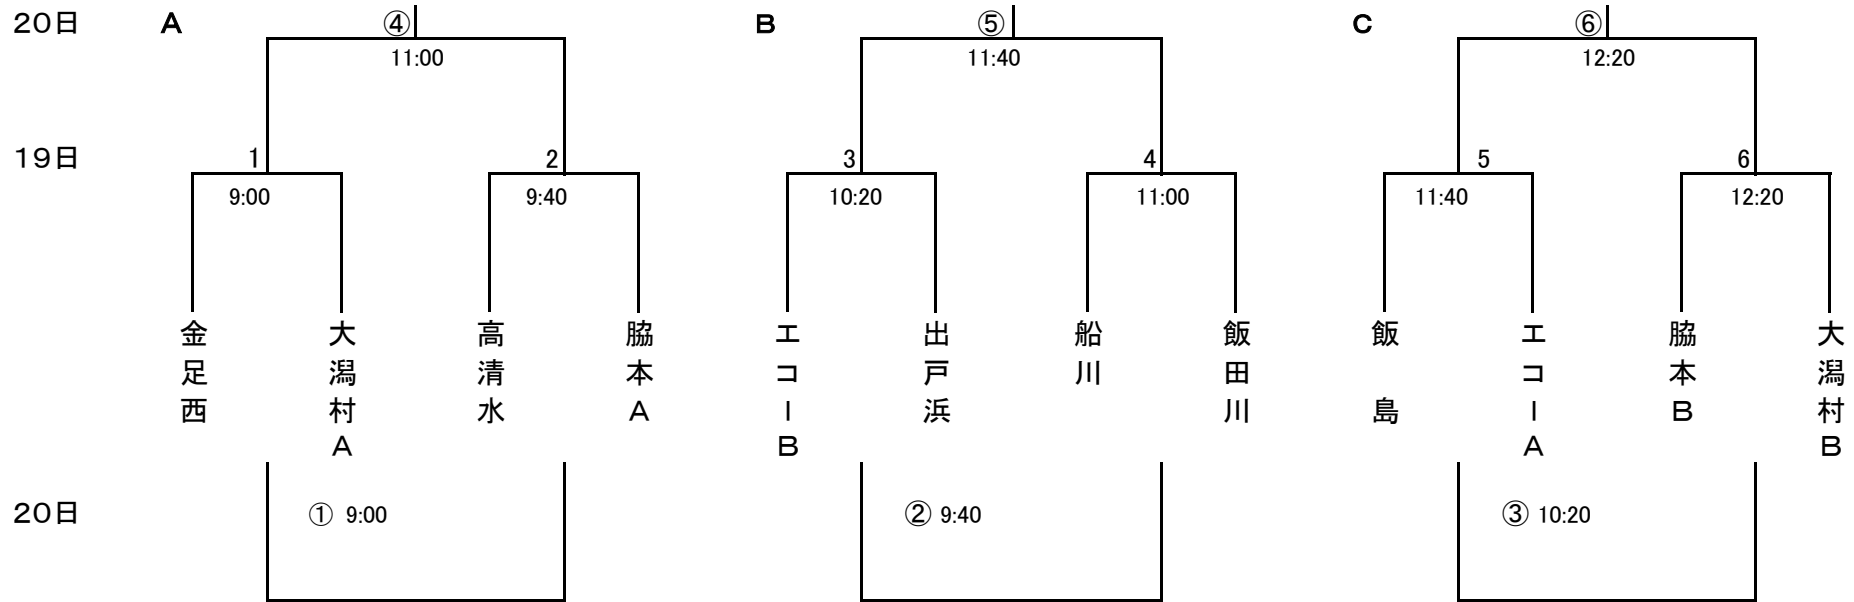 20日 A ④ B ⑤ C ⑥
11:00 11:40 12:20
19日 1 2 3 4 5 6
9:00 9:40 10:20 11:00 11:40 12:20
金足西
大潟村A
高清水
脇本A
エコーB
出戸浜
船川
飯田川
飯島
エコーA
脇本B
大潟村B
20日 ① 9:00 ② 9:40 ③ 10:20